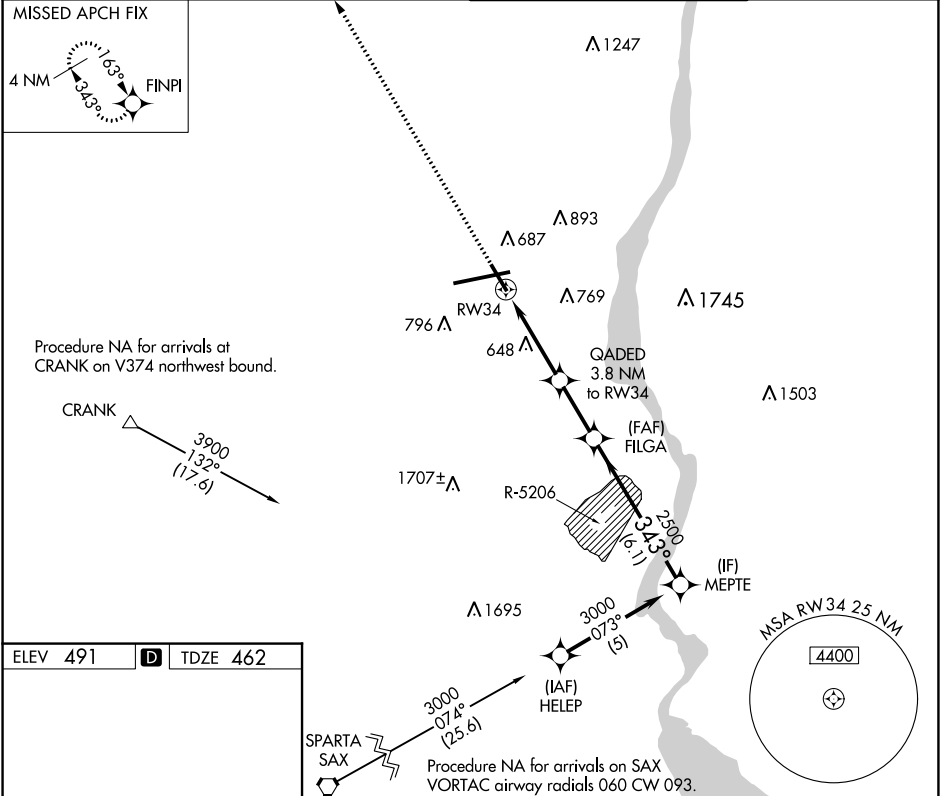 MISSED APCH FIX
4 NM
163°
343°
FINPI
1247
893
687
RW34
769
1745
796
648
QADED
3.8 NM
to RW34
1503
Procedure NA for arrivals at
CRANK on V374 northwest bound.
CRANK
3900
132°
(17.6)
(FAF)
FILGA
1707±
R-5206
2500
343°
(6.1)
(IF)
MEPTE
1695
3000
073°
(5)
(IAF)
HELEP
MSA RW34 25 NM
4400
ELEV 491 D TDZE 462
3000
074°
(25.6)
SPARTA
SAX
Procedure NA for arrivals on SAX
VORTAC airway radials 060 CW 093.